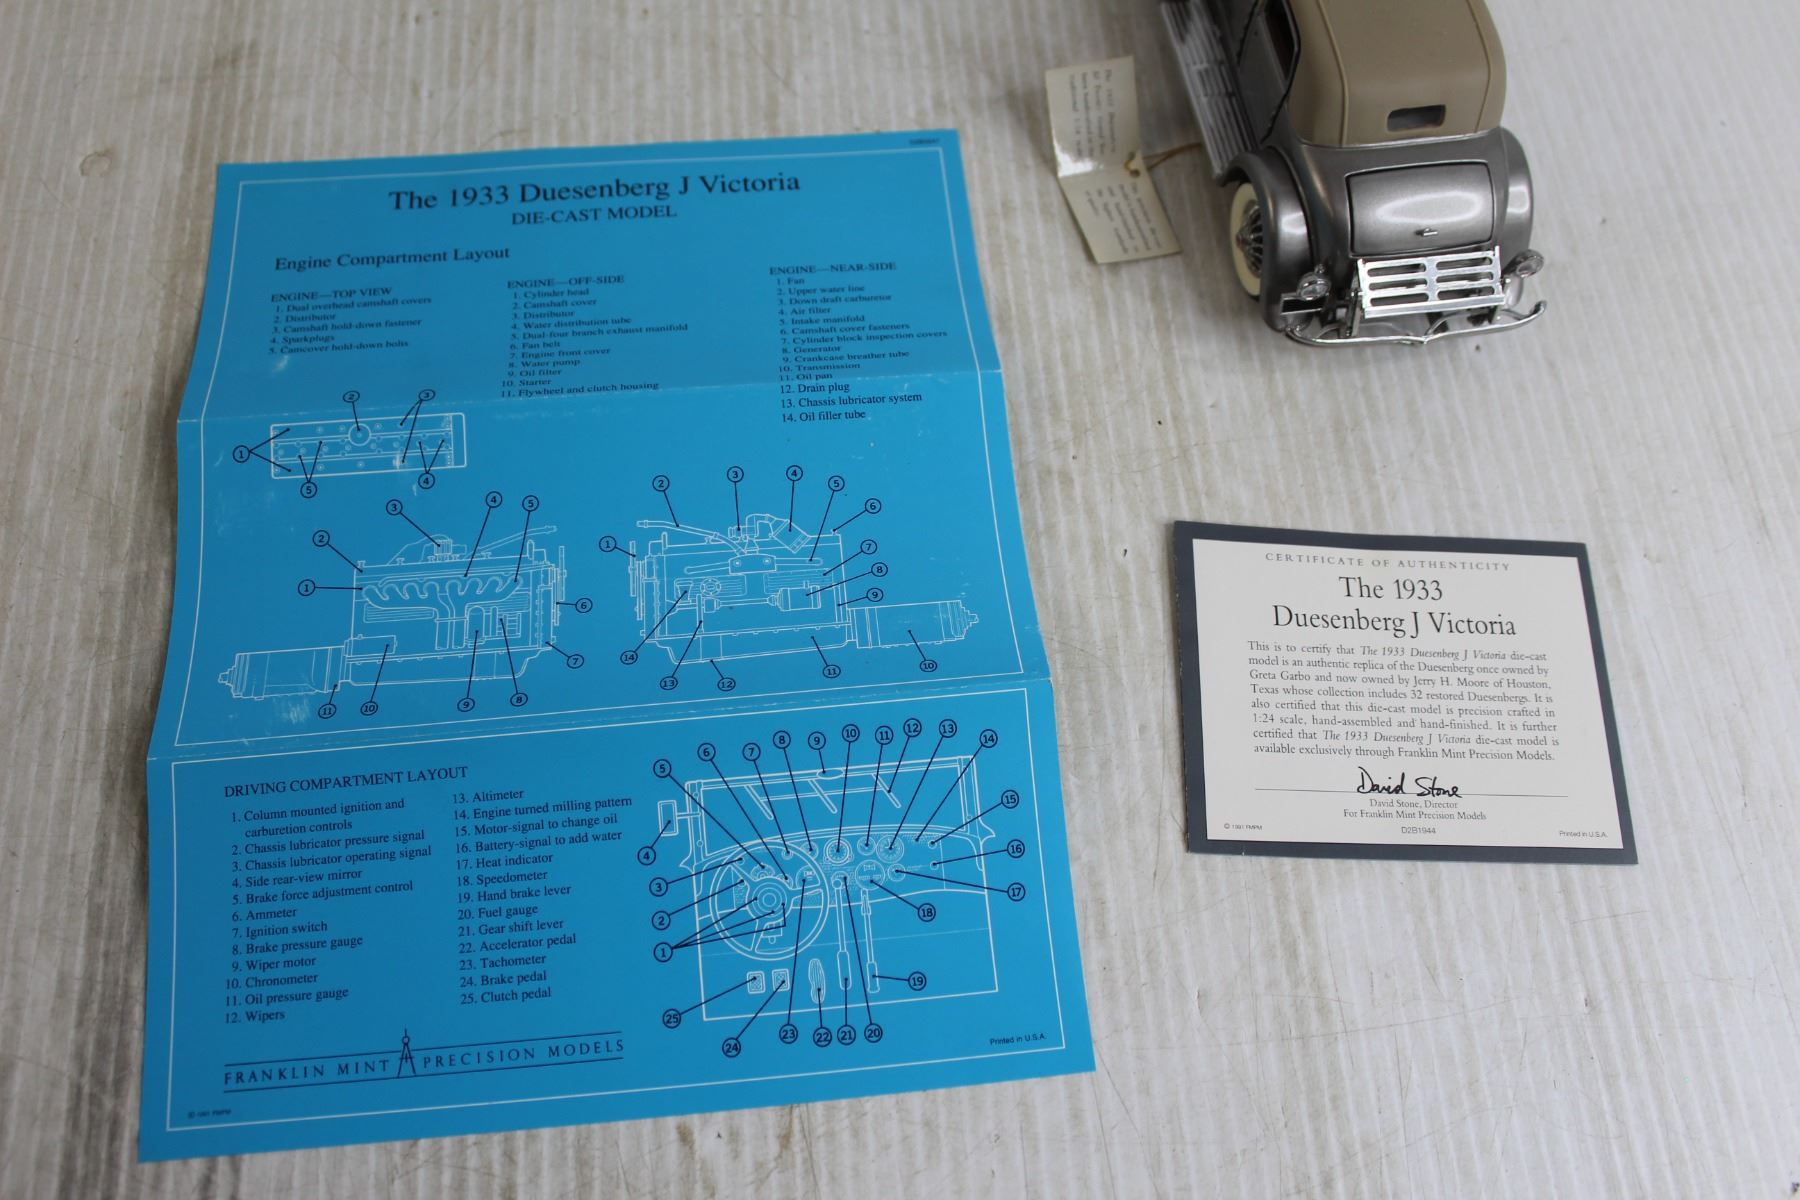 The 1933 Duesenberg J Victoria
DIE-CAST MODEL
Engine Compartment Layout
ENGINE—TOP VIEW
1. Dual overhead camshaft covers
2. Distributor
3. Camshaft hold-down fastener
4. Sparkplugs
5. Camcover hold-down bolts
ENGINE—OFF-SIDE
1. Cylinder head
2. Camshaft cover
3. Distributor
4. Water distribution tube
5. Dual-four branch exhaust manifold
6. Fan belt
7. Engine front cover
8. Water pump
9. Oil filter
10. Starter
11. Flywheel and clutch housing
ENGINE—NEAR-SIDE
1. Fan
2. Upper water line
3. Down draft carburetor
4. Air filter
5. Intake manifold
6. Camshaft cover fasteners
7. Cylinder block inspection covers
8. Generator
9. Crankcase breather tube
10. Transmission
11. Oil pan
12. Drain plug
13. Chassis lubricator system
14. Oil filler tube
DRIVING COMPARTMENT LAYOUT
1. Column mounted ignition and
carburetion controls
2. Chassis lubricator pressure signal
3. Chassis lubricator operating signal
4. Side rear-view mirror
5. Brake force adjustment control
6. Ammeter
7. Ignition switch
8. Brake pressure gauge
9. Wiper motor
10. Chronometer
11. Oil pressure gauge
12. Wipers
13. Altimeter
14. Engine turned milling pattern
15. Motor-signal to change oil
16. Battery-signal to add water
17. Heat indicator
18. Speedometer
19. Hand brake lever
20. Fuel gauge
21. Gear shift lever
22. Accelerator pedal
23. Tachometer
24. Brake pedal
25. Clutch pedal
FRANKLIN MINT PRECISION MODELS
Printed in U.S.A.
© 1991 FMPM
CERTIFICATE OF AUTHENTICITY
The 1933
Duesenberg J Victoria
This is to certify that The 1933 Duesenberg J Victoria die-cast
model is an authentic replica of the Duesenberg once owned by
Greta Garbo and now owned by Jerry H. Moore of Houston,
Texas whose collection includes 32 restored Duesenbergs. It is
also certified that this die-cast model is precision crafted in
1:24 scale, hand-assembled and hand-finished. It is further
certified that The 1933 Duesenberg J Victoria die-cast model is
available exclusively through Franklin Mint Precision Models.
David Stone
David Stone, Director
For Franklin Mint Precision Models
© 1991 FMPM
D2B1944
Printed in U.S.A.